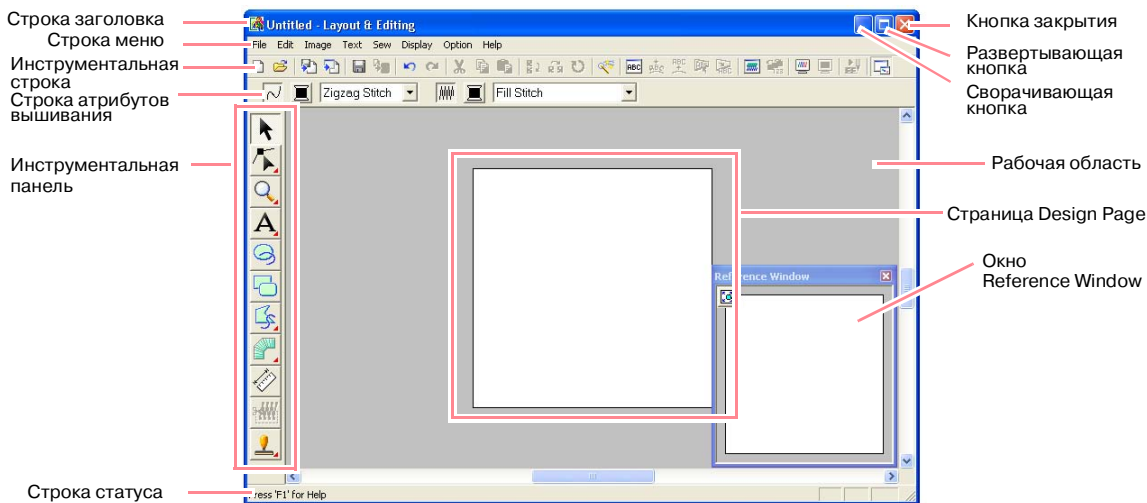 Строка заголовка
Строка меню
Инструментальная
строка
Строка атрибутов
вышивания
Инструментальная
панель
Строка статуса
Untitled - Layout & Editing
File Edit Image Text Sew Display Option Help
ABC
Zigzag Stitch
Fill Stitch
A
Reference Window
Press 'F1' for Help
Кнопка закрытия
Развертывающая
кнопка
Сворачивающая
кнопка
Рабочая область
Страница Design Page
Окно
Reference Window